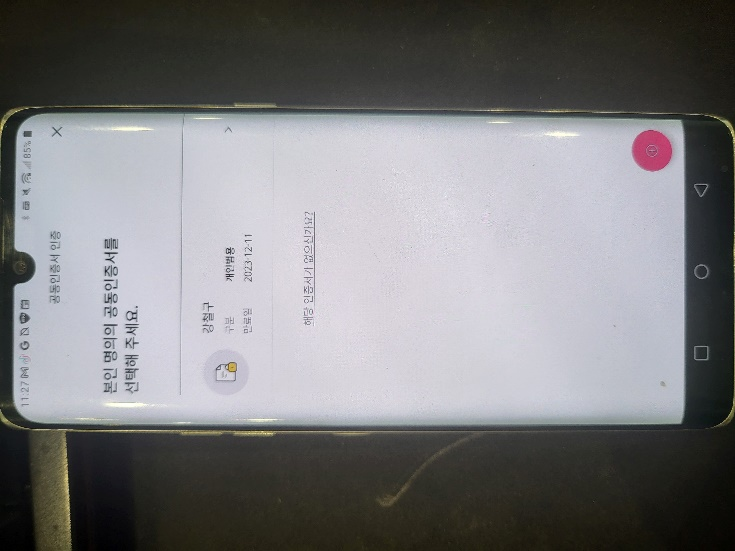 11:27
85%
공동인증서 인증
본인 명의의 공동인증서를
선택해 주세요.
강철구
구분 개인범용
만료일 2023-12-11
해당 인증서가 없으신가요?